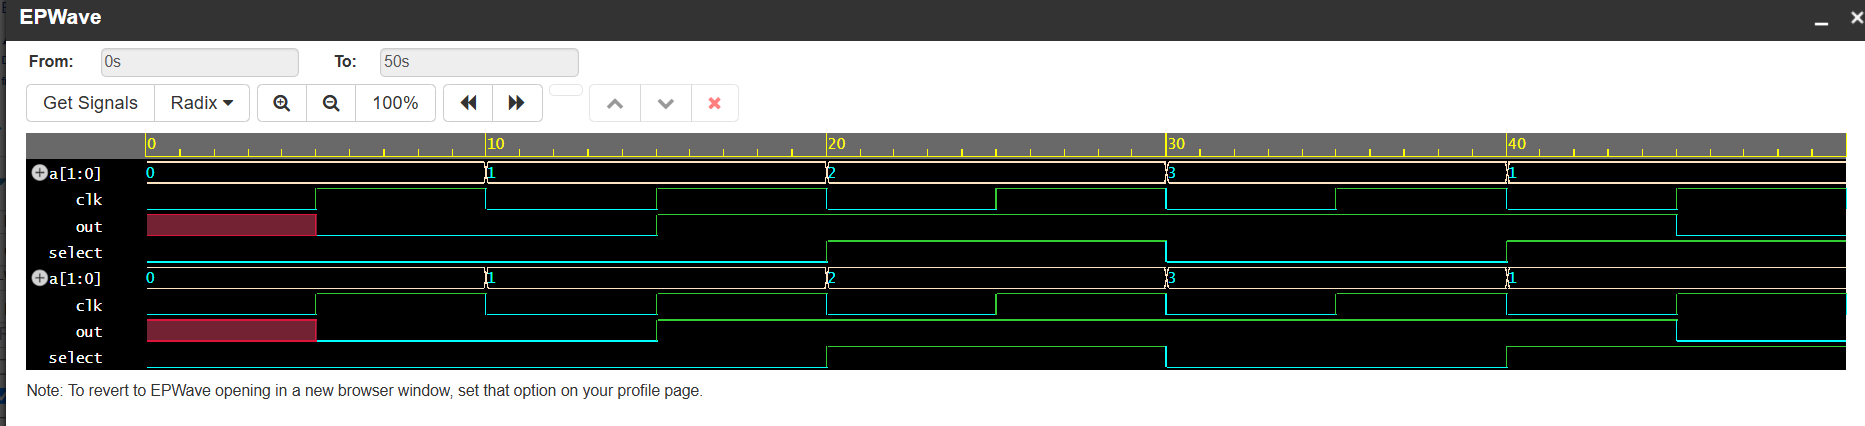 EPWave
From: 0s To: 50s
Get Signals Radix 100%
0 10 20 30 40
a[1:0] 0 1 2 3 1
clk
out
select
a[1:0] 0 1 2 3 1
clk
out
select
Note: To revert to EPWave opening in a new browser window, set that option on your profile page.